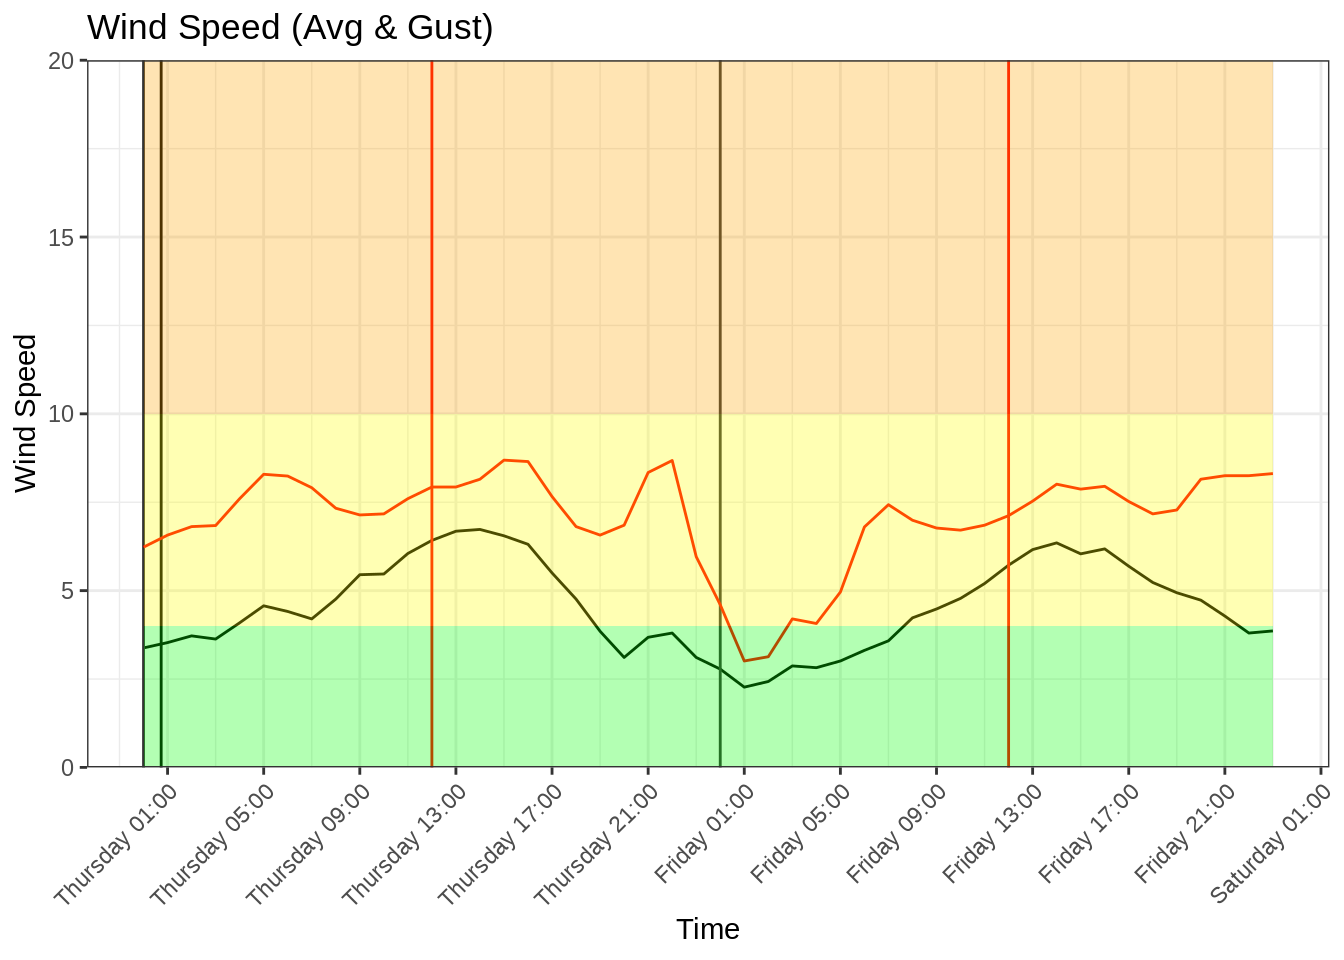 Wind Speed (Avg & Gust)
20
15
10
5
0
Wind Speed
Thursday 01:00
Thursday 05:00
Thursday 09:00
Thursday 13:00
Thursday 17:00
Thursday 21:00
Friday 01:00
Friday 05:00
Friday 09:00
Friday 13:00
Friday 17:00
Friday 21:00
Saturday 01:00
Time